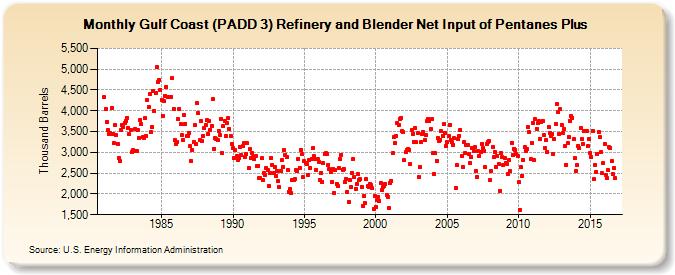 Monthly Gulf Coast (PADD 3) Refinery and Blender Net Input of Pentanes Plus
Thousand Barrels
5,500
5,000
4,500
4,000
3,500
3,000
2,500
2,000
1,500
1985 1990 1995 2000 2005 2010 2015
Source: U.S. Energy Information Administration